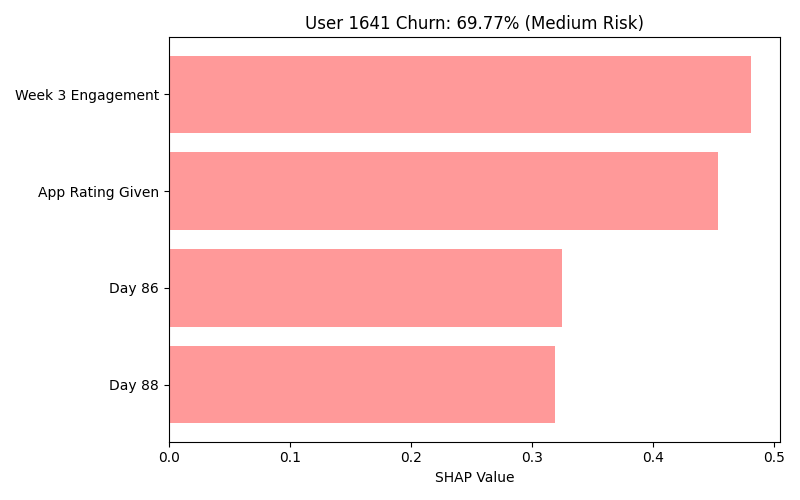 User 1641 Churn: 69.77% (Medium Risk)
Week 3 Engagement
App Rating Given
Day 86
Day 88
0.0 0.1 0.2 0.3 0.4 0.5
SHAP Value